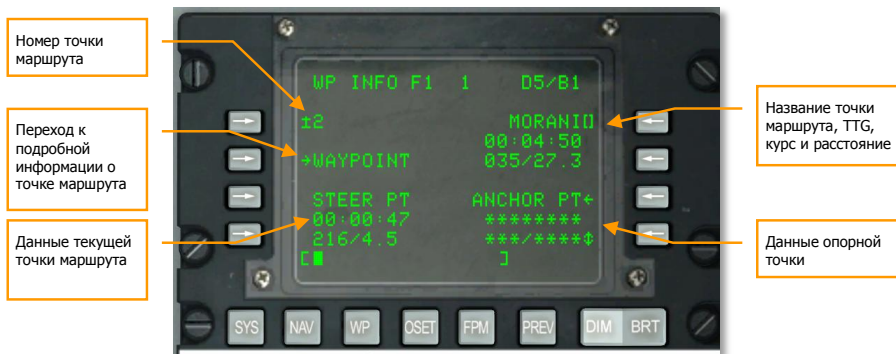 Номер точки
маршрута
Переход к
подробной
информации о
точке маршрута
Данные текущей
точки маршрута
WP INFO F1 1 D5/B1
±2 MORANI[]
00:04:50
→WAYPOINT 035/27.3
STEER PT ANCHOR PT←
00:00:47 ********
216/4.5 ***/****↕
[ ]
SYS NAV WP OSET FPM PREV DIM BRT
Название точки
маршрута, TTG,
курс и расстояние
Данные опорной
точки